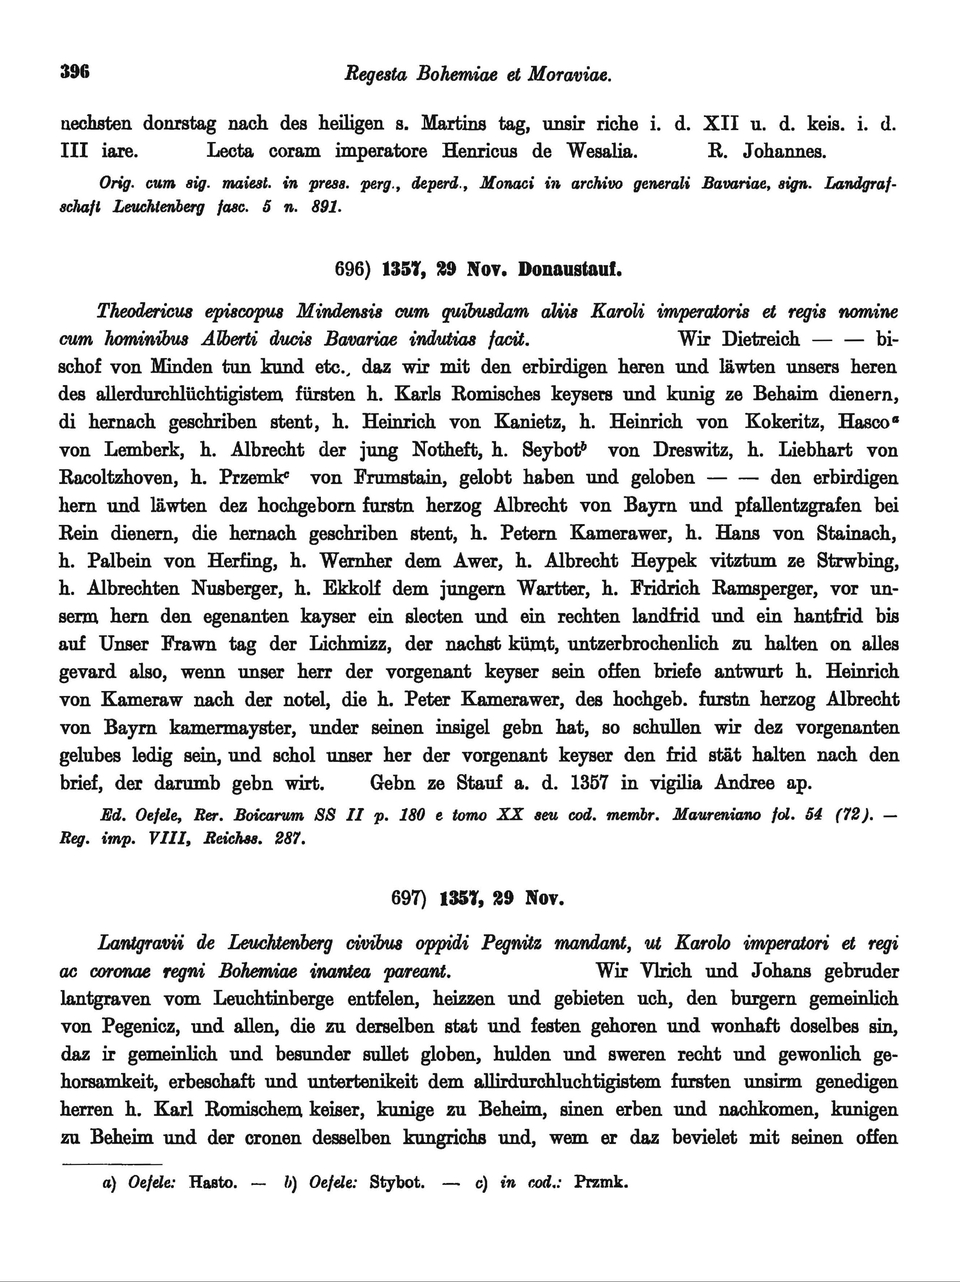 396 Regesta Bohemiae et Moraviae.
nechsten donrstag nach des heiligen s. Martins tag, unsir riche i. d. XII u. d. keis. i. d.
III iare. Lecta coram imperatore Henricus de Wesalia. R. Johannes.
Orig. cum sig. maiest. in press. perg., deperd., Monaci in archivo generali Bavariae, sign. Landgraf-
schaft Leuchtenberg fasc. 5 n. 891.
696) 1357, 29 Nov. Donaustauf.
Theodericus episcopus Mindensis cum quibusdam aliis Karoli imperatoris et regis nomine
cum hominibus Alberti ducis Bavariae indutias facit. Wir Dietreich — — bi-
schof von Minden tun kund etc., daz wir mit den erbirdigen heren und läwten unsers heren
des allerdurchlüchtigistem fürsten h. Karls Romisches keysers und kunig ze Behaim dienern,
di hernach geschriben stent, h. Heinrich von Kanietz, h. Heinrich von Kokeritz, Hasco a
von Lemberk, h. Albrecht der jung Notheft, h. Seybot b von Dreswitz, h. Liebhart von
Racoltzhoven, h. Przemk c von Frumstain, gelobt haben und geloben — — den erbirdigen
hern und läwten dez hochgeborn furstn herzog Albrecht von Bayrn und pfallentzgrafen bei
Rein dienern, die hernach geschriben stent, h. Petern Kamerawer, h. Hans von Stainach,
h. Palbein von Herfing, h. Wernher dem Awer, h. Albrecht Heypek vitztum ze Strwbing,
h. Albrechten Nusberger, h. Ekkolf dem jungern Wartter, h. Fridrich Ramsperger, vor un-
serm hern den egenanten kayser ein slecten und ein rechten landfrid und ein hantfrid bis
auf Unser Frawn tag der Lichmizz, der nachst kümt, untzerbrochenlich zu halten on alles
gevard also, wenn unser herr der vorgenant keyser sein offen briefe antwurt h. Heinrich
von Kameraw nach der notel, die h. Peter Kamerawer, des hochgeb. furstn herzog Albrecht
von Bayrn kamermayster, under seinen insigel gebn hat, so schullen wir dez vorgenanten
gelubes ledig sein, und schol unser her der vorgenant keyser den frid stät halten nach den
brief, der darumb gebn wirt. Gebn ze Stauf a. d. 1357 in vigilia Andree ap.
Ed. Oefele, Rer. Boicarum SS II p. 180 e tomo XX seu cod. membr. Maureniano fol. 54 (72). —
Reg. imp. VIII, Reichss. 287.
697) 1357, 29 Nov.
Lantgravii de Leuchtenberg civibus oppidi Pegnitz mandant, ut Karolo imperatori et regi
ac coronae regni Bohemiae inantea pareant. Wir Vlrich und Johans gebruder
lantgraven vom Leuchtinberge entfelen, heizzen und gebieten uch, den burgern gemeinlich
von Pegenicz, und allen, die zu derselben stat und festen gehoren und wonhaft doselbes sin,
daz ir gemeinlich und besunder sullet globen, hulden und sweren recht und gewonlich ge-
horsamkeit, erbeschaft und untertenikeit dem allirdurchluchtigistem fursten unsirm genedigen
herren h. Karl Romischem keiser, kunige zu Beheim, sinen erben und nachkomen, kunigen
zu Beheim und der cronen desselben kungrichs und, wem er daz bevielet mit seinen offen
a) Oefele: Hasto. — b) Oefele: Stybot. — c) in cod.: Przmk.